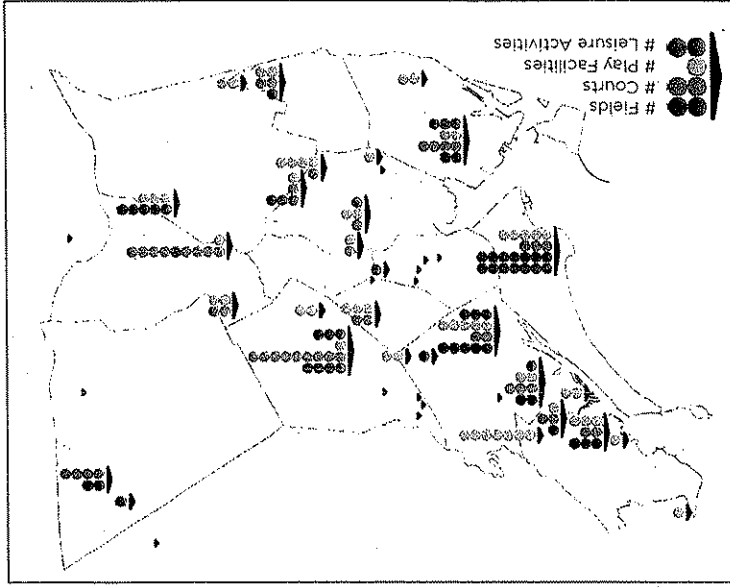 # Fields
# Courts
# Play Facilities
# Leisure Activities